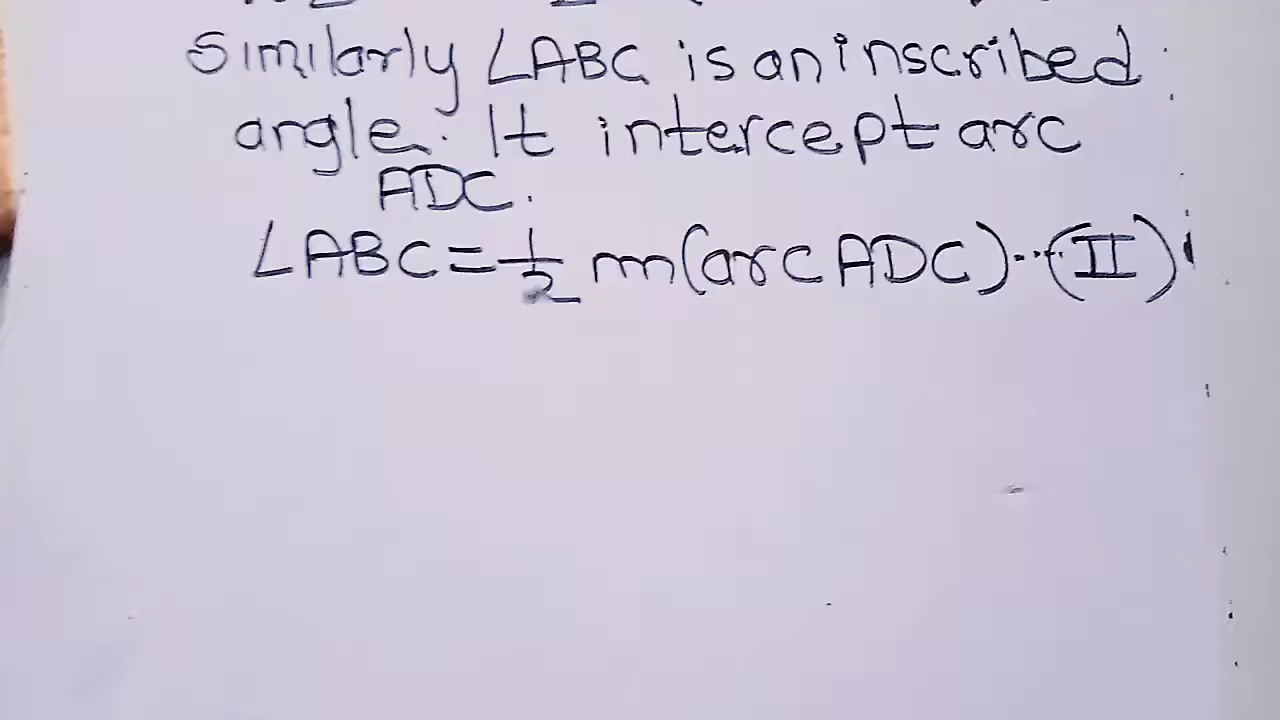 Similarly ∠ABC is an inscribed
angle. It intercept arc
ADC.
∠ABC = 1/2 m(arc ADC)...(II)